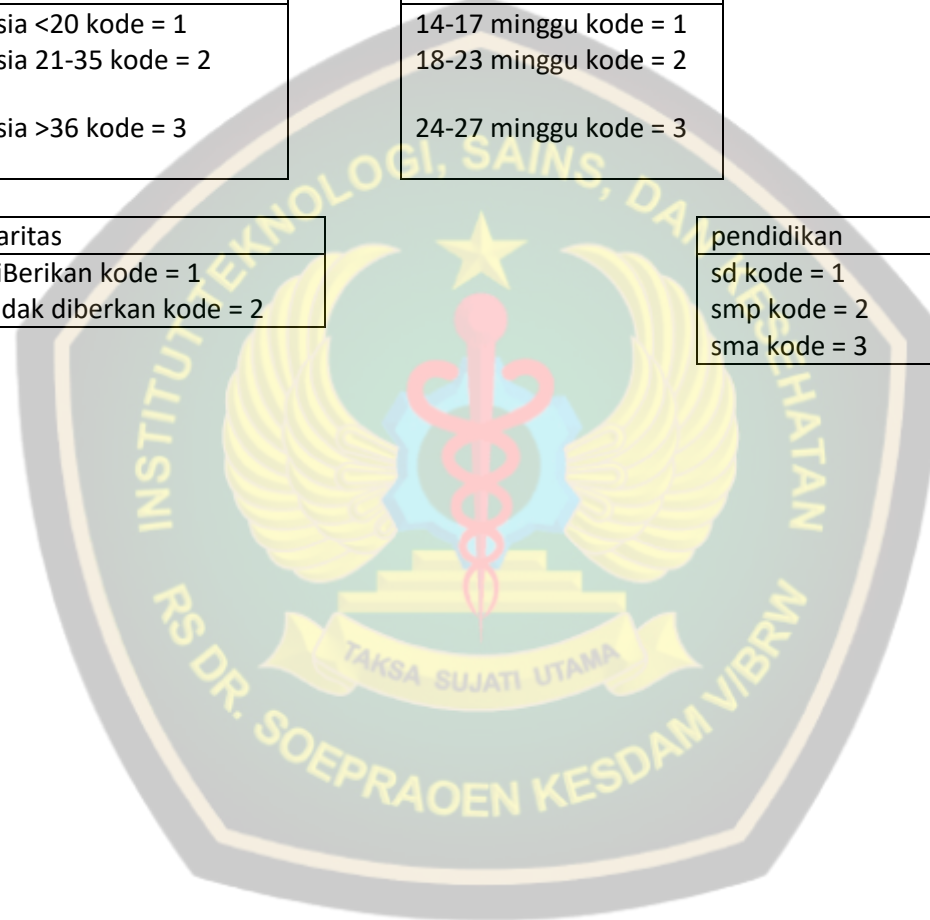 sia <20 kode = 1
sia 21-35 kode = 2
sia >36 kode = 3
14-17 minggu kode = 1
18-23 minggu kode = 2
24-27 minggu kode = 3
aritas
iBerikan kode = 1
dak diberkan kode = 2
pendidikan
sd kode = 1
smp kode = 2
sma kode = 3
INSTITUT TEKNOLOGI, SAINS, DAN KESEHATAN
TAKSA SUJATI UTAMA
RS DR. SOEPRAOEN KESDAM V/BRW